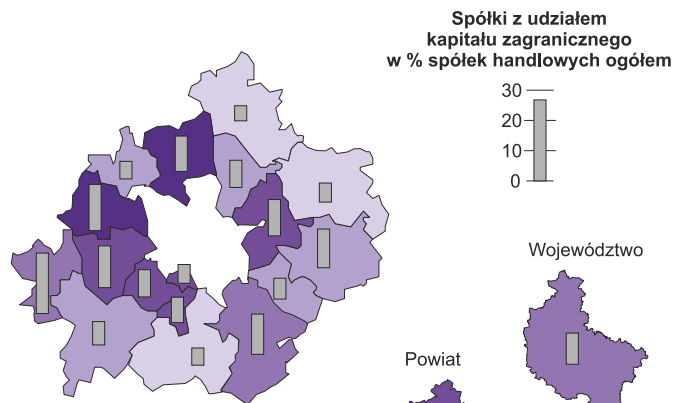 Spółki z udziałem
kapitału zagranicznego
w % spółek handlowych ogółem
30
20
10
0
Województwo
Powiat